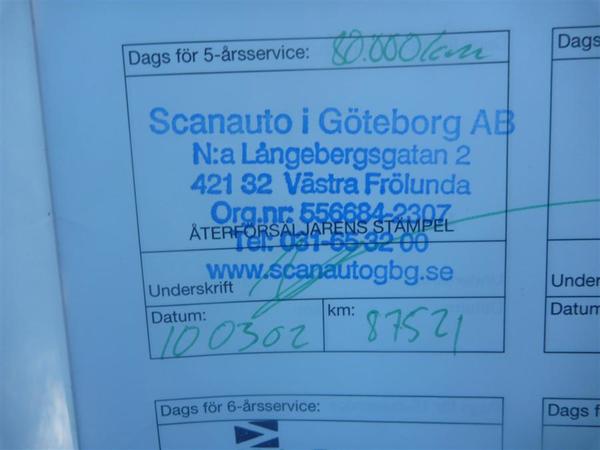 Dags för 5-årsservice: 80.000 km
Dags
Scanauto i Göteborg AB
N:a Långebergsgatan 2
421 32 Västra Frölunda
Org.nr: 556684-2307
ÅTERFÖRSÄLJARENS STÄMPEL
Tel: 031-65 32 00
www.scanautogbg.se
Underskrift
Under
Datum: 100302
km: 87521
Datum
Dags för 6-årsservice:
Dags f